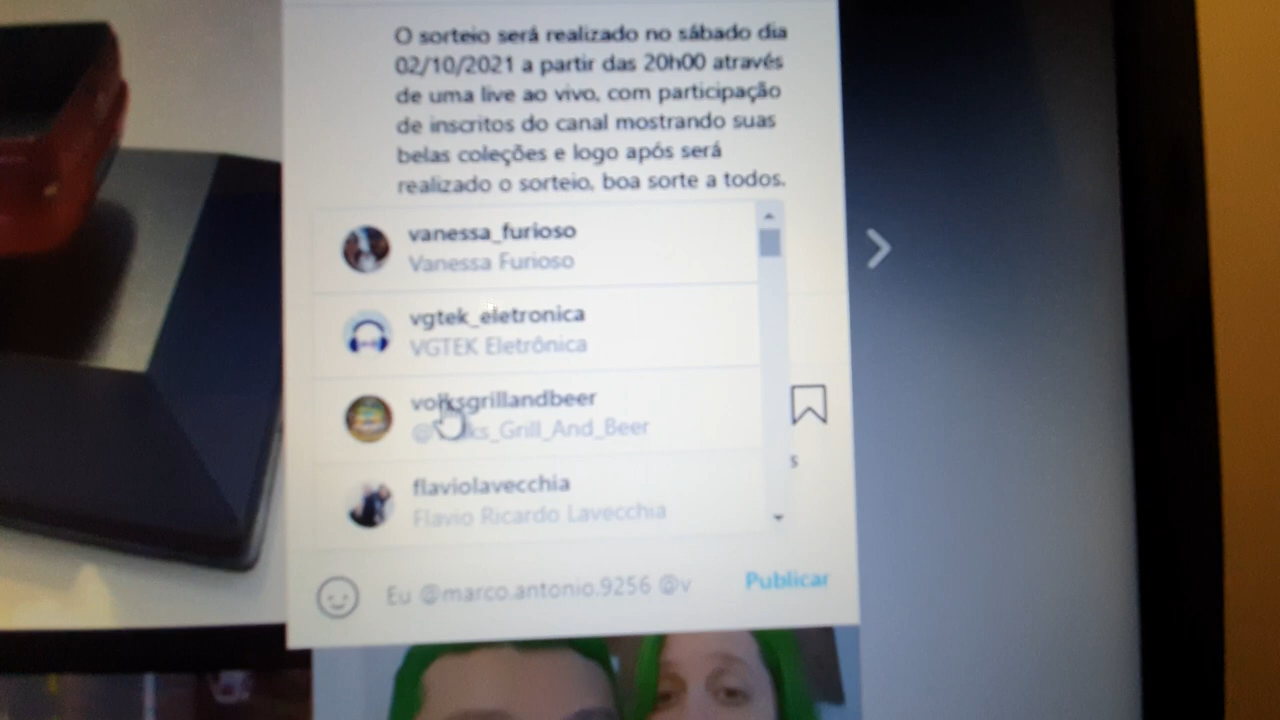 O sorteio será realizado no sábado dia
02/10/2021 a partir das 20h00 através
de uma live ao vivo, com participação
de inscritos do canal mostrando suas
belas coleções e logo após será
realizado o sorteio, boa sorte a todos.
vanessa_furioso
Vanessa Furioso
vgtek_eletronica
VGTEK Eletrônica
volksgrillandbeer
s
flaviolavecchia
Flavio Ricardo Lavecchia
Eu @marco.antonio.9256 @v
Publicar